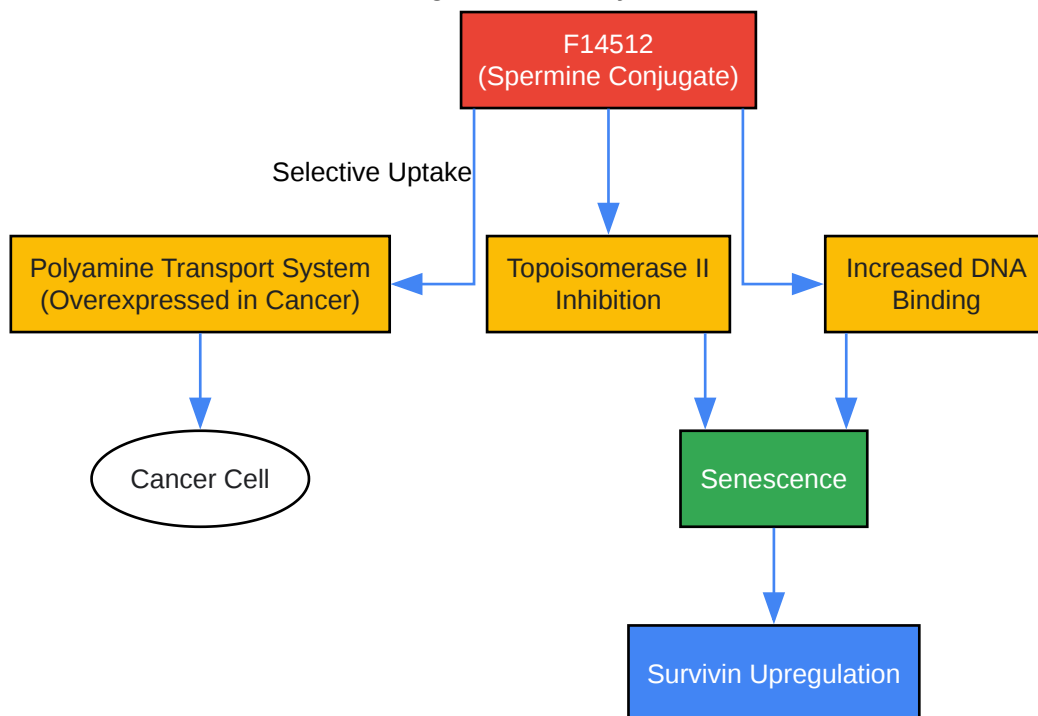 F14512
(Spermine Conjugate)
Selective Uptake
Polyamine Transport System
(Overexpressed in Cancer)
Topoisomerase II
Inhibition
Increased DNA
Binding
Cancer Cell
Senescence
Survivin Upregulation